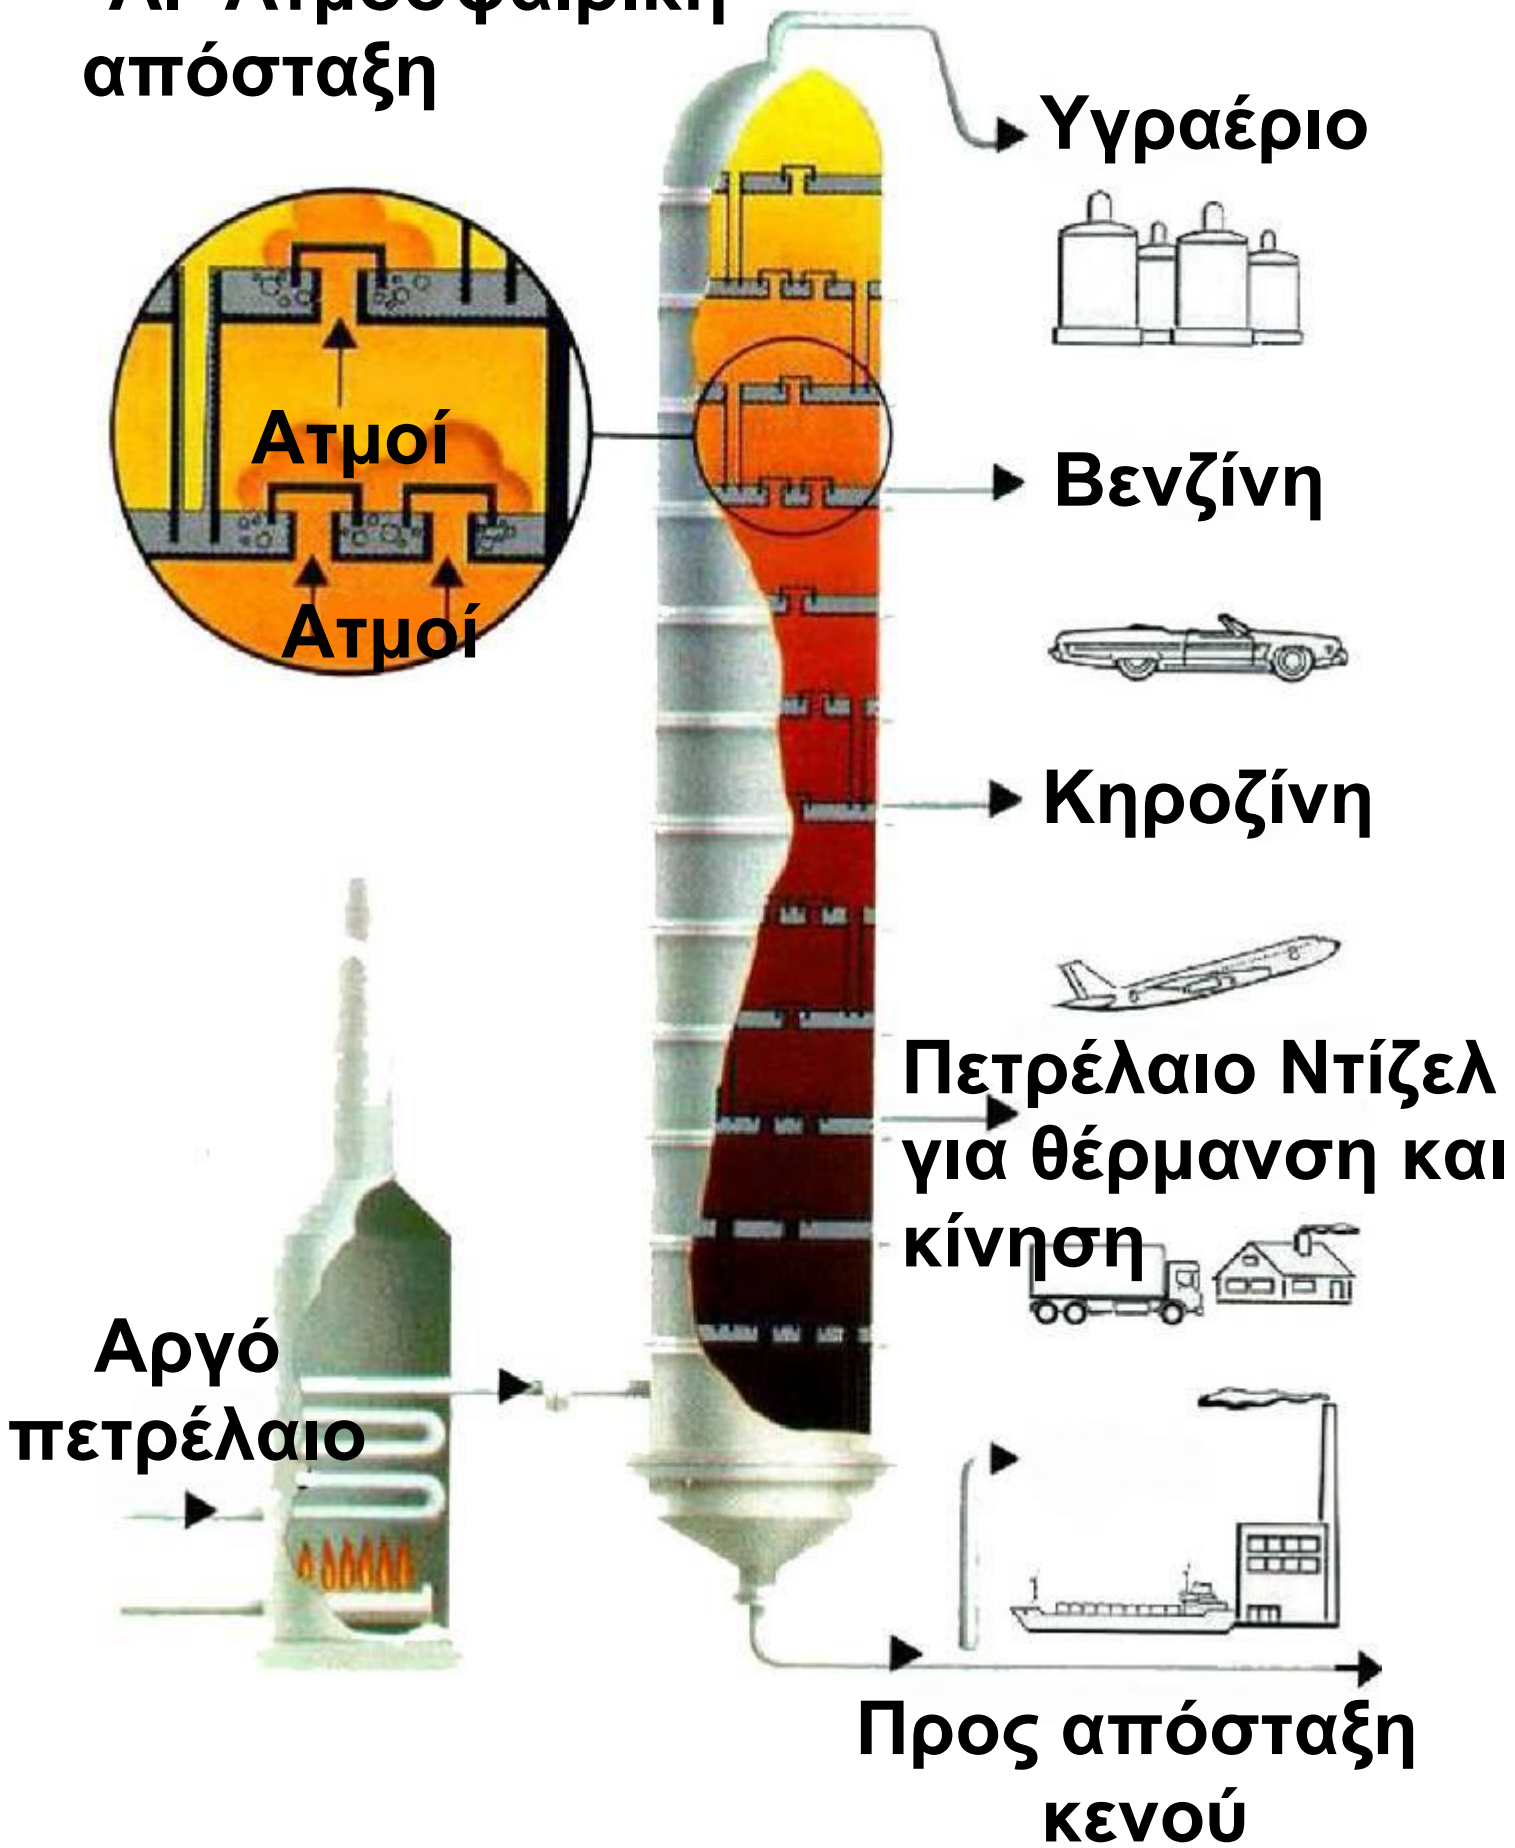 απόσταξη
Υγραέριο
Ατμοί
Βενζίνη
Ατμοί
Κηροζίνη
Πετρέλαιο Ντίζελ
για θέρμανση και
κίνηση
Αργό
πετρέλαιο
Προς απόσταξη
κενού